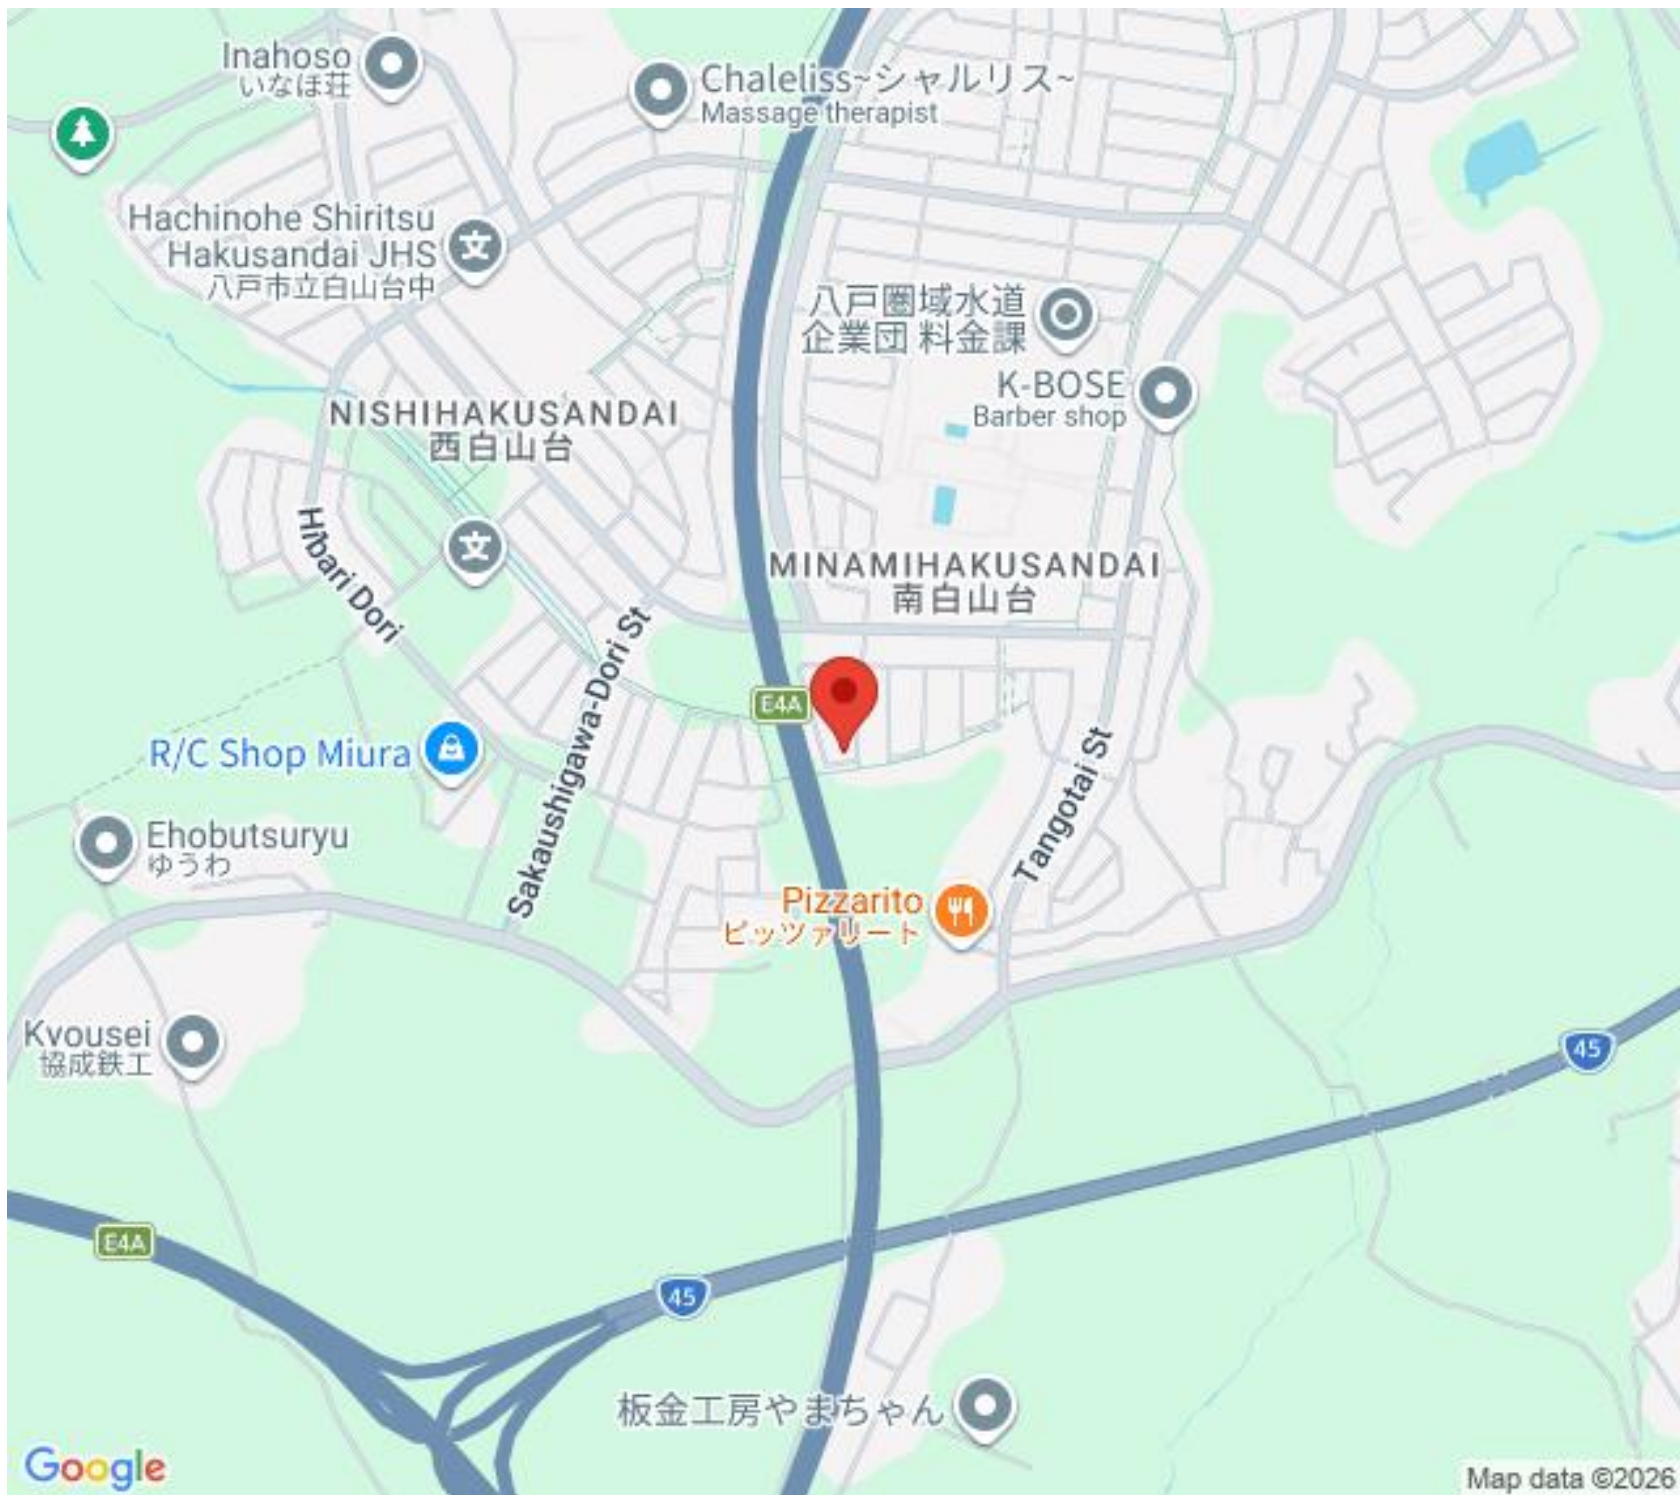 Inahoso
いなほ荘
Chaleliss~シャルリス~
Massage therapist
Hachinohe Shiritsu
Hakusandai JHS
八戸市立白山台中
八戸圏域水道
企業団 料金課
K-BOSE
Barber shop
NISHIHAKUSANDAI
西白山台
Hibari Dori
MINAMIHAKUSANDAI
南白山台
Sakaushigawa-Dori St
E4A
R/C Shop Miura
Tangotai St
Ehobutsuryu
ゆうわ
Pizzarito
ピッツァリート
Kyousei
協成鉄工
45
E4A
45
板金工房やまちゃん
Google
Map data ©2026